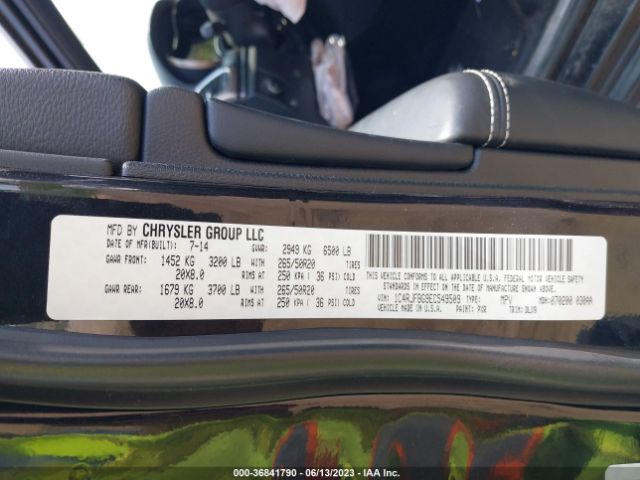 MFD BY CHRYSLER GROUP LLC
DATE OF MFR(BUILT): 7-14 GVWR: 2949 KG 6500 LB
GAWR FRONT: 1452 KG 3200 LB WITH 265/50R20 TIRES
20X8.0 RIMS AT 250 KPA ( 36 PSI) COLD
GAWR REAR: 1679 KG 3700 LB WITH 265/50R20 TIRES
20X8.0 RIMS AT 250 KPA ( 36 PSI) COLD
THIS VEHICLE CONFORMS TO ALL APPLICABLE U.S.A. FEDERAL MOTOR VEHICLE SAFETY
STANDARDS IN EFFECT ON THE DATE OF MANUFACTURE SHOWN ABOVE.
VIN: 1C4RJFBG9EC549509 TYPE: MPV MDH: 070200 030AA
VEHICLE MADE IN U.S.A. PAINT: PXR TRIM: DLX9
000-36841790 - 06/13/2023 - IAA Inc.